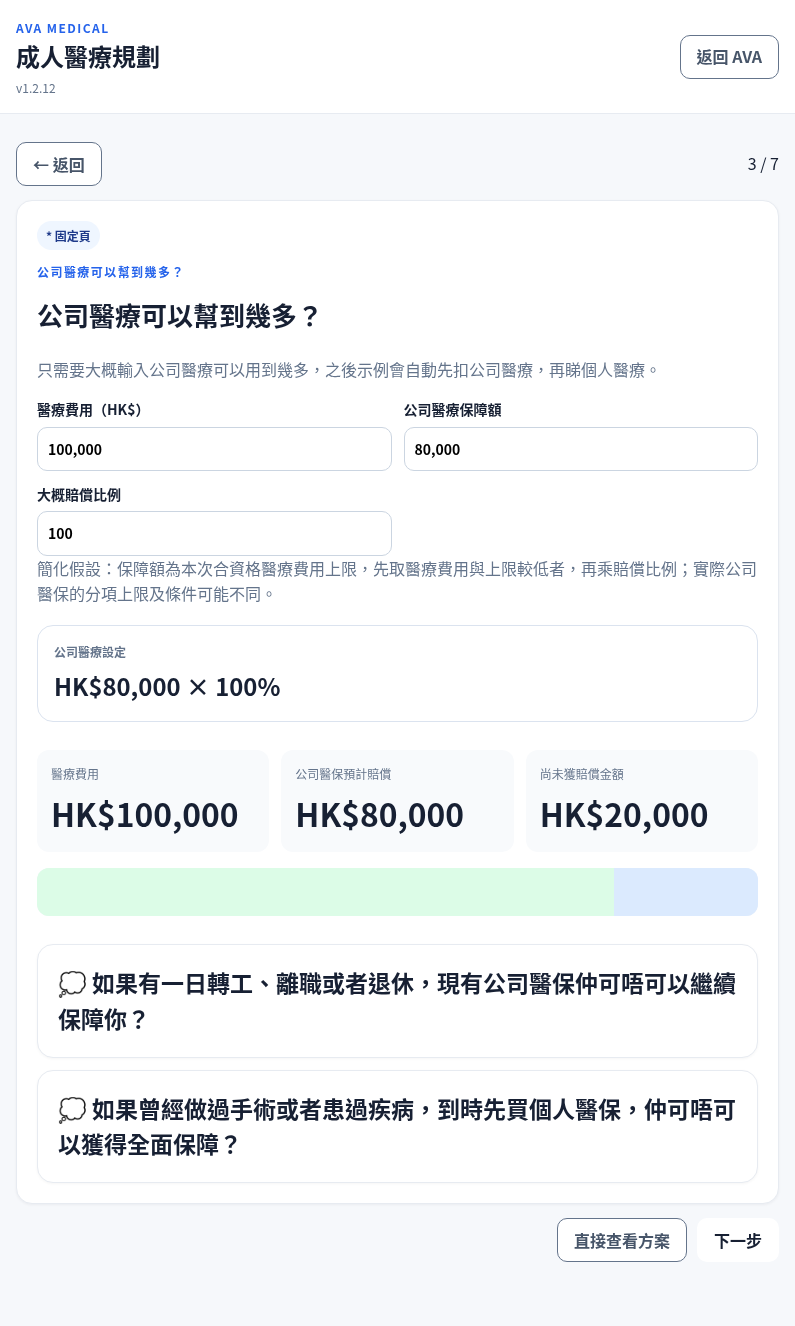 AVA MEDICAL
成人醫療規劃
v1.2.12
返回 AVA
← 返回
3 / 7
* 固定頁
公司醫療可以幫到幾多？
公司醫療可以幫到幾多？
只需要大概輸入公司醫療可以用到幾多，之後示例會自動先扣公司醫療，再睇個人醫療。
醫療費用（HK$）
公司醫療保障額
100,000
80,000
大概賠償比例
100
簡化假設：保障額為本次合資格醫療費用上限，先取醫療費用與上限較低者，再乘賠償比例；實際公司
醫保的分項上限及條件可能不同。
公司醫療設定
HK$80,000 × 100%
醫療費用
HK$100,000
公司醫保預計賠償
HK$80,000
尚未獲賠償金額
HK$20,000
💭 如果有一日轉工、離職或者退休，現有公司醫保仲可唔可以繼續
保障你？
💭 如果曾經做過手術或者患過疾病，到時先買個人醫保，仲可唔可
以獲得全面保障？
直接查看方案
下一步